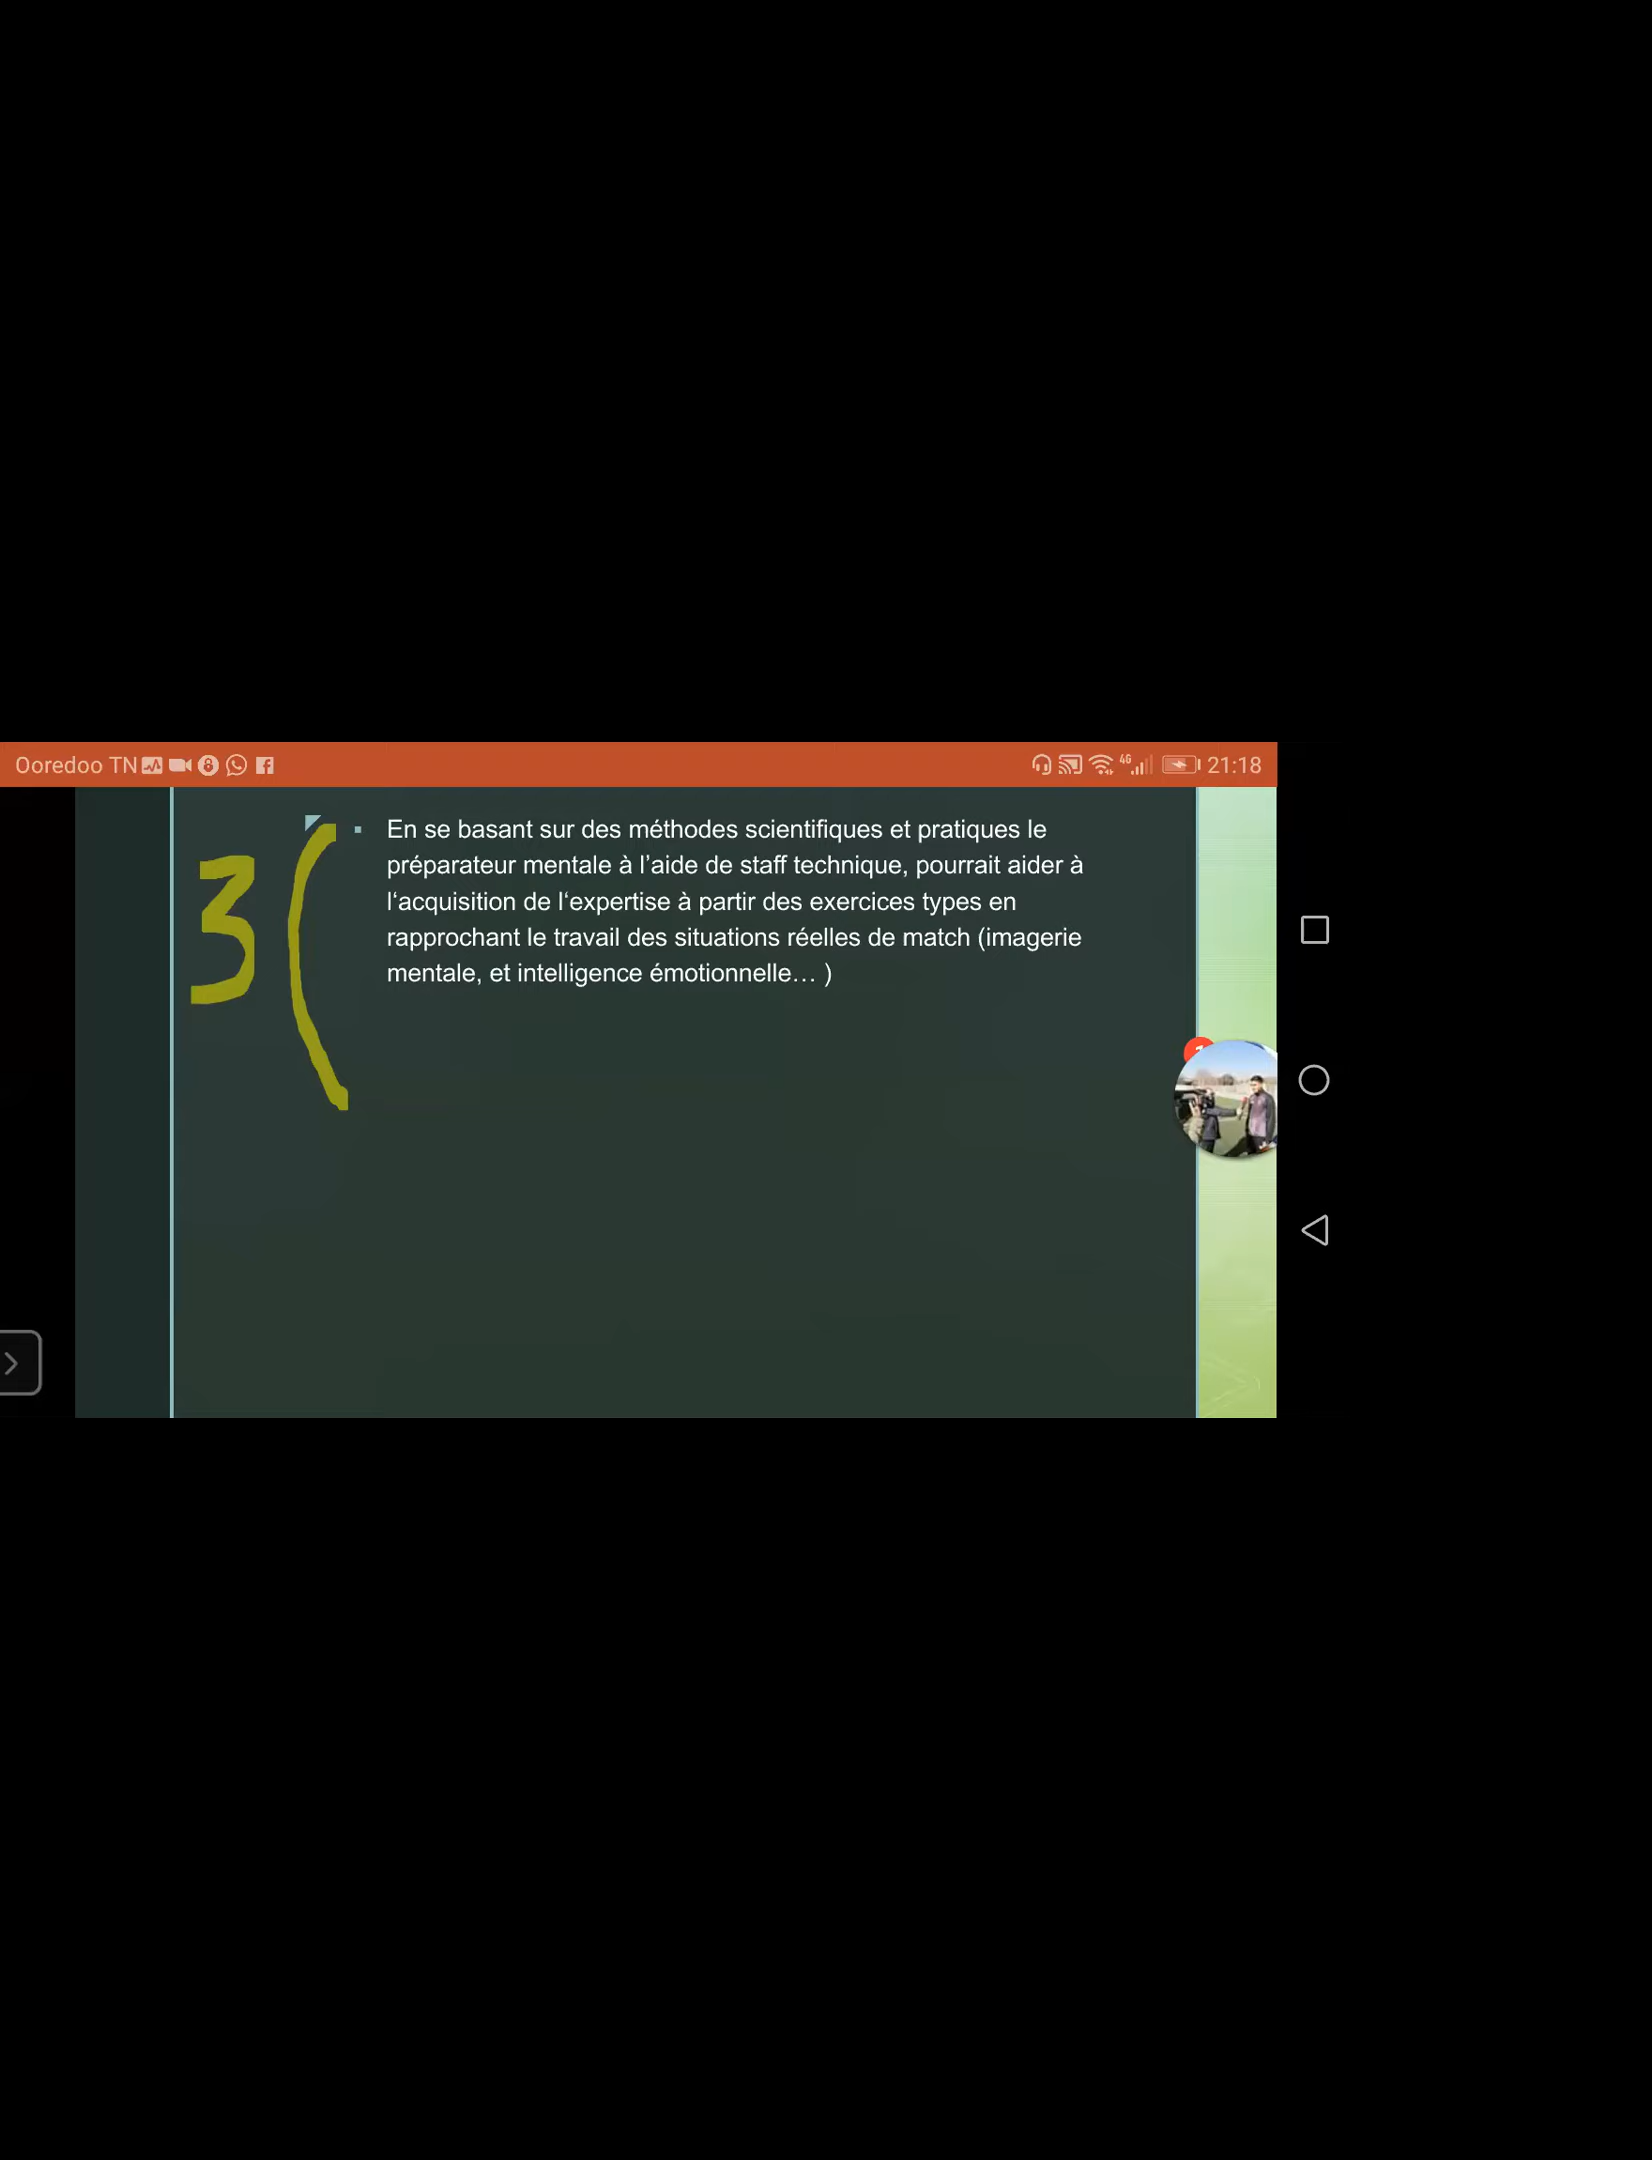 Ooredoo TN 4G 21:18
En se basant sur des méthodes scientifiques et pratiques le
préparateur mentale à l’aide de staff technique, pourrait aider à
l‘acquisition de l‘expertise à partir des exercices types en
rapprochant le travail des situations réelles de match (imagerie
mentale, et intelligence émotionnelle… )
3 (